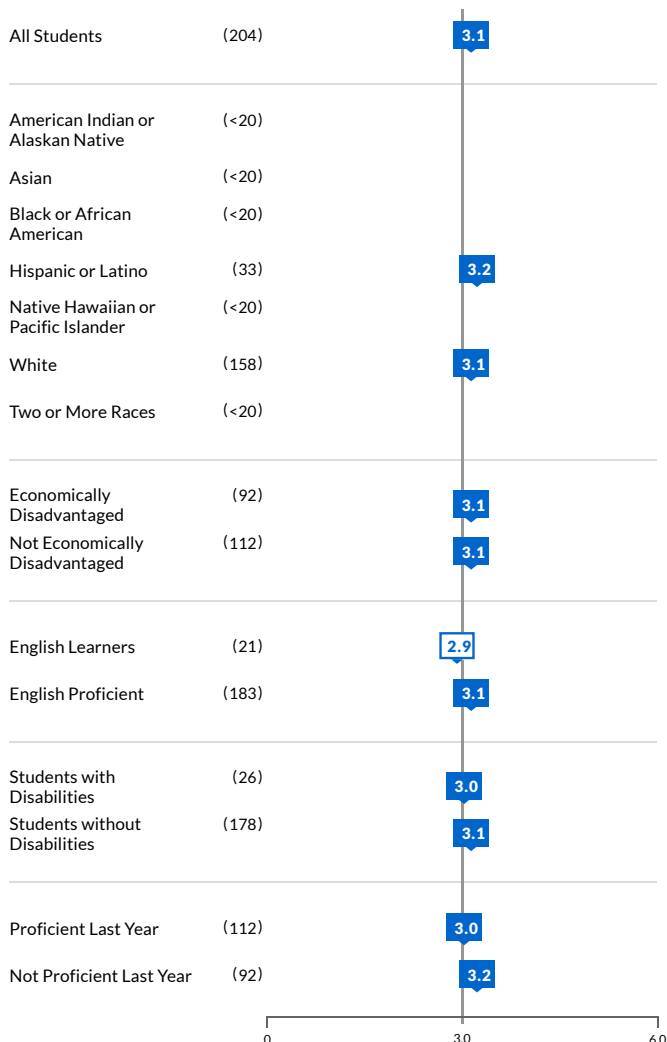 All Students (204) 3.1
American Indian or
Alaskan Native (<20)
Asian (<20)
Black or African
American (<20)
Hispanic or Latino (33) 3.2
Native Hawaiian or
Pacific Islander (<20)
White (158) 3.1
Two or More Races (<20)
Economically
Disadvantaged (92) 3.1
Not Economically
Disadvantaged (112) 3.1
English Learners (21) 2.9
English Proficient (183) 3.1
Students with
Disabilities (26) 3.0
Students without
Disabilities (178) 3.1
Proficient Last Year (112) 3.0
Not Proficient Last Year (92) 3.2
0 3.0 6.0